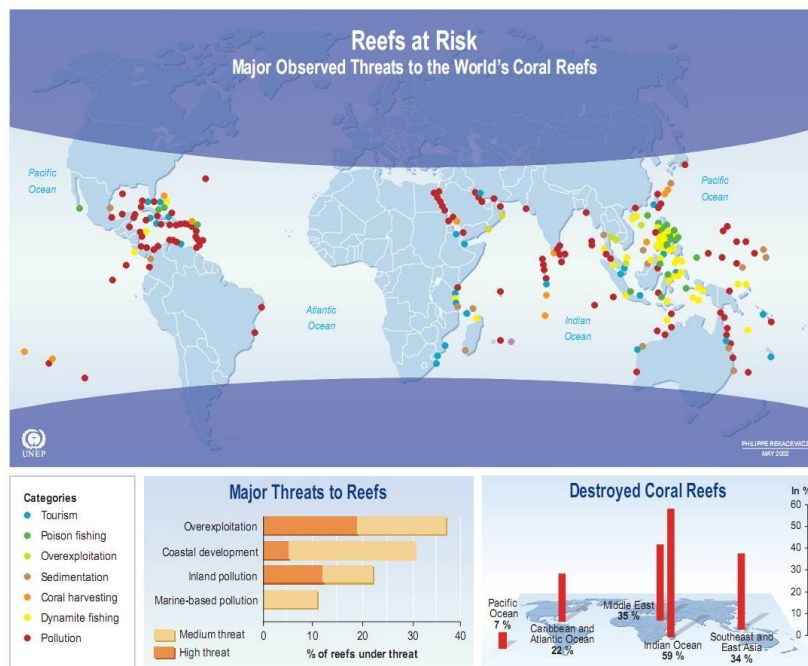 Reefs at Risk
Major Observed Threats to the World's Coral Reefs
Pacific
Ocean
Pacific
Ocean
Atlantic
Ocean
Indian
Ocean
UNEP
PHILIPPE REKACEWICZ
MAY 2002
Categories
Tourism
Poison fishing
Overexploitation
Sedimentation
Coral harvesting
Dynamite fishing
Pollution
Major Threats to Reefs
Overexploitation
Coastal development
Inland pollution
Marine-based pollution
Medium threat
High threat
0 10 20 30 40
% of reefs under threat
Destroyed Coral Reefs
In %
60
50
40
30
20
10
0
Pacific
Ocean
7 %
Caribbean and
Atlantic Ocean
22 %
Middle East
35 %
Indian Ocean
59 %
Southeast and
East Asia
34 %